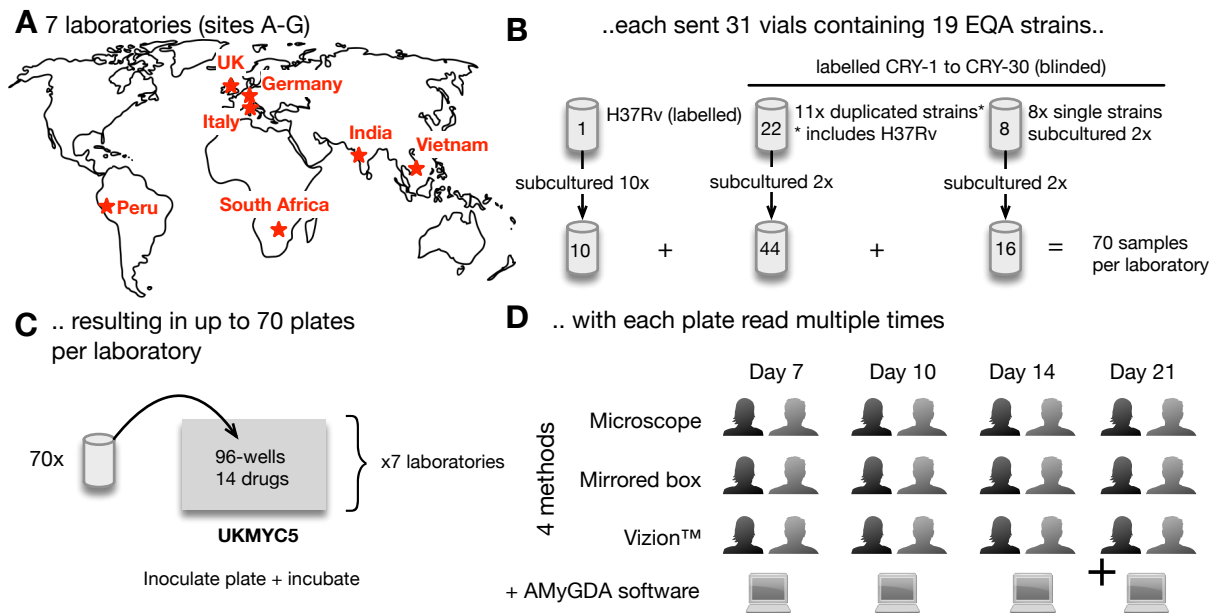 A 7 laboratories (sites A-G)
UK
Germany
Italy
India
Vietnam
Peru
South Africa
B ..each sent 31 vials containing 19 EQA strains..
labelled CRY-1 to CRY-30 (blinded)
1
H37Rv (labelled)
22
11x duplicated strains*
* includes H37Rv
8
8x single strains
subcultured 2x
subcultured 10x
subcultured 2x
subcultured 2x
10
+
44
+
16
=
70 samples
per laboratory
C .. resulting in up to 70 plates
per laboratory
70x
96-wells
14 drugs
x7 laboratories
UKMYC5
Inoculate plate + incubate
D .. with each plate read multiple times
Day 7
Day 10
Day 14
Day 21
4 methods
Microscope
Mirrored box
Vizion™
+ AMyGDA software
+